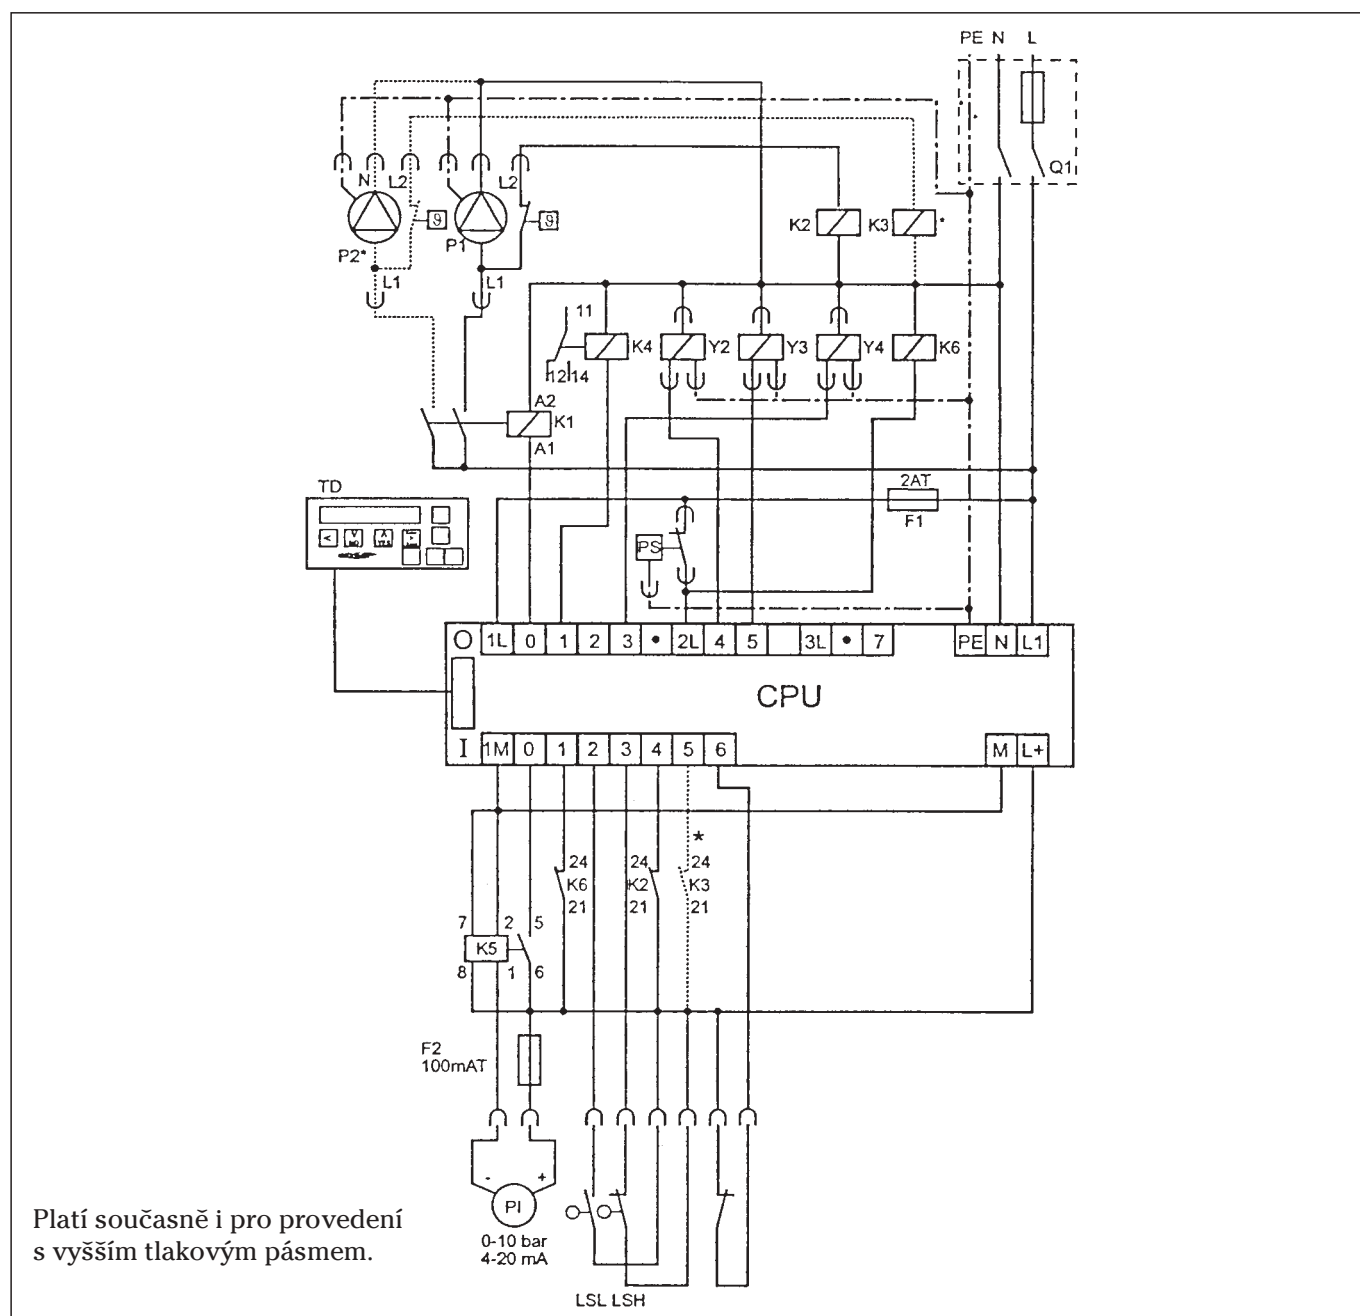 PE N L
Q1
N L2 L2
ϑ ϑ
P2* P1
L1 L1
K2 K3 *
11
K4 Y2 Y3 Y4 K6
12 14
A2
K1
A1
TD
2AT
F1
PS
O 1L 0 1 2 3 • 2L 4 5 3L • 7 PE N L1
CPU
I 1M 0 1 2 3 4 5 6 M L+
*
24 24 24
K6 K2 K3
21 21 21
7 2 5
K5
8 1 6
F2
100mAT
- +
PI
0-10 bar
4-20 mA
Platí současně i pro provedení
s vyšším tlakovým pásmem.
LSL LSH